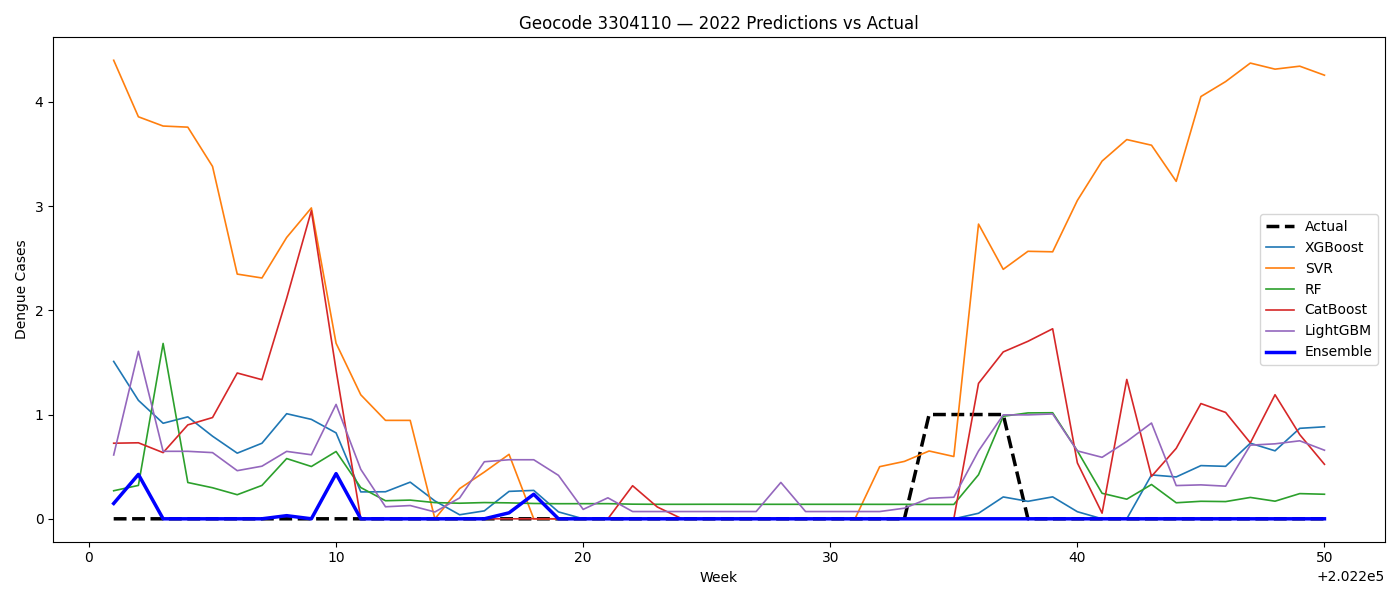 Geocode 3304110 — 2022 Predictions vs Actual
Dengue Cases
4
3
2
1
0
0 10 20 30 40 50
+2.022e5
Week
Actual
XGBoost
SVR
RF
CatBoost
LightGBM
Ensemble